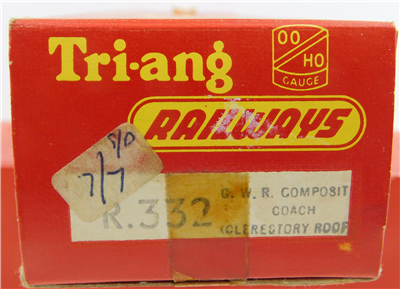 Tri-ang
OO
HO
GAUGE
RAILWAYS
7/7
R.332
G. W. R. COMPOSIT
COACH
(CLERESTORY ROOF